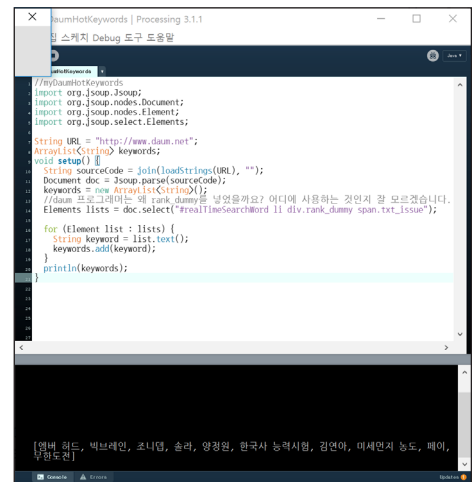 DaumHotKeywords | Processing 3.1.1
집 스케치 Debug 도구 도움말
Java ▼
umHotKeywords ▼
//myDaumHotKeywords
import org.jsoup.Jsoup;
import org.jsoup.nodes.Document;
import org.jsoup.nodes.Element;
import org.jsoup.select.Elements;
String URL = "http://www.daum.net";
ArrayList<String> keywords;
void setup() {
String sourceCode = join(loadStrings(URL), "");
Document doc = Jsoup.parse(sourceCode);
keywords = new ArrayList<String>();
//daum 프로그래머는 왜 rank_dummy를 넣었을까요? 어디에 사용하는 것인지 잘 모르겠습니다.
Elements lists = doc.select("#realTimeSearchWord li div.rank_dummy span.txt_issue");
for (Element list : lists) {
String keyword = list.text();
keywords.add(keyword);
}
println(keywords);
}
[엠버 허드, 빅브레인, 조니뎁, 솔라, 양정원, 한국사 능력시험, 김연아, 미세먼지 농도, 페이,
무한도전]
Console Errors Updates